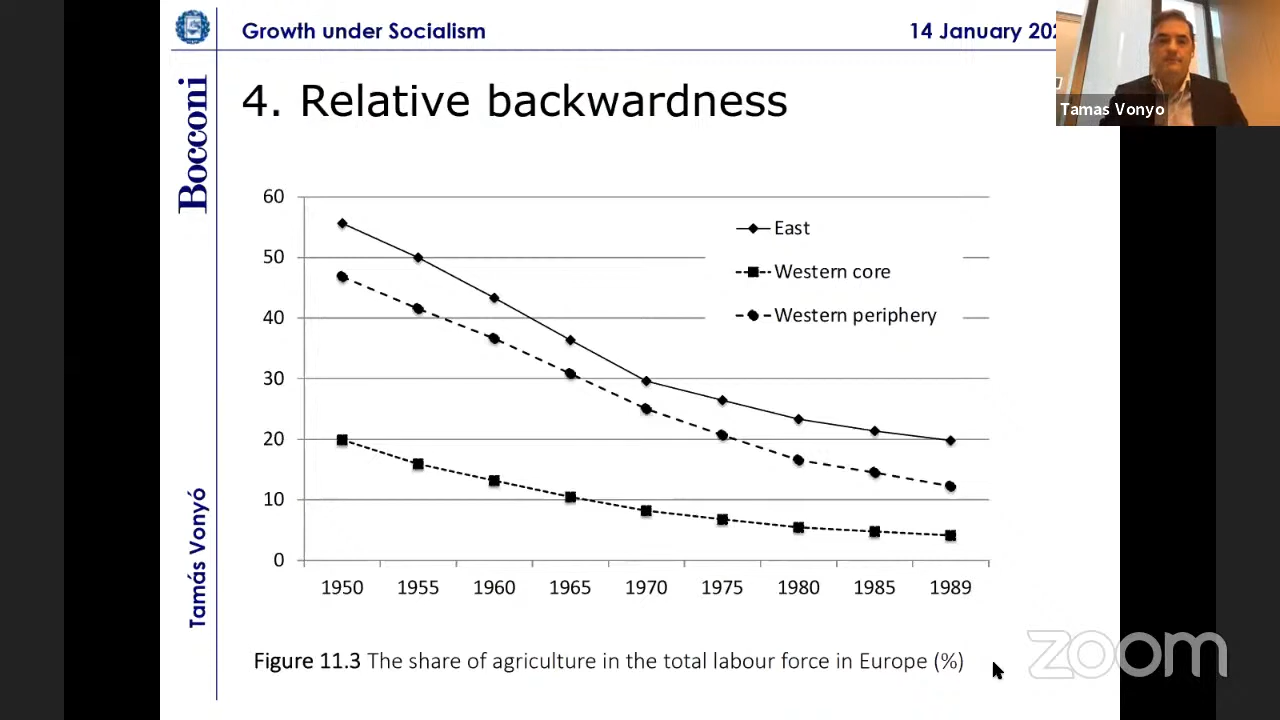 Growth under Socialism
14 January 202
Tamas Vonyo
Bocconi
4. Relative backwardness
60
50
40
30
20
10
0
East
Western core
Western periphery
1950 1955 1960 1965 1970 1975 1980 1985 1989
Tamás Vonyó
Figure 11.3 The share of agriculture in the total labour force in Europe (%)
zoom